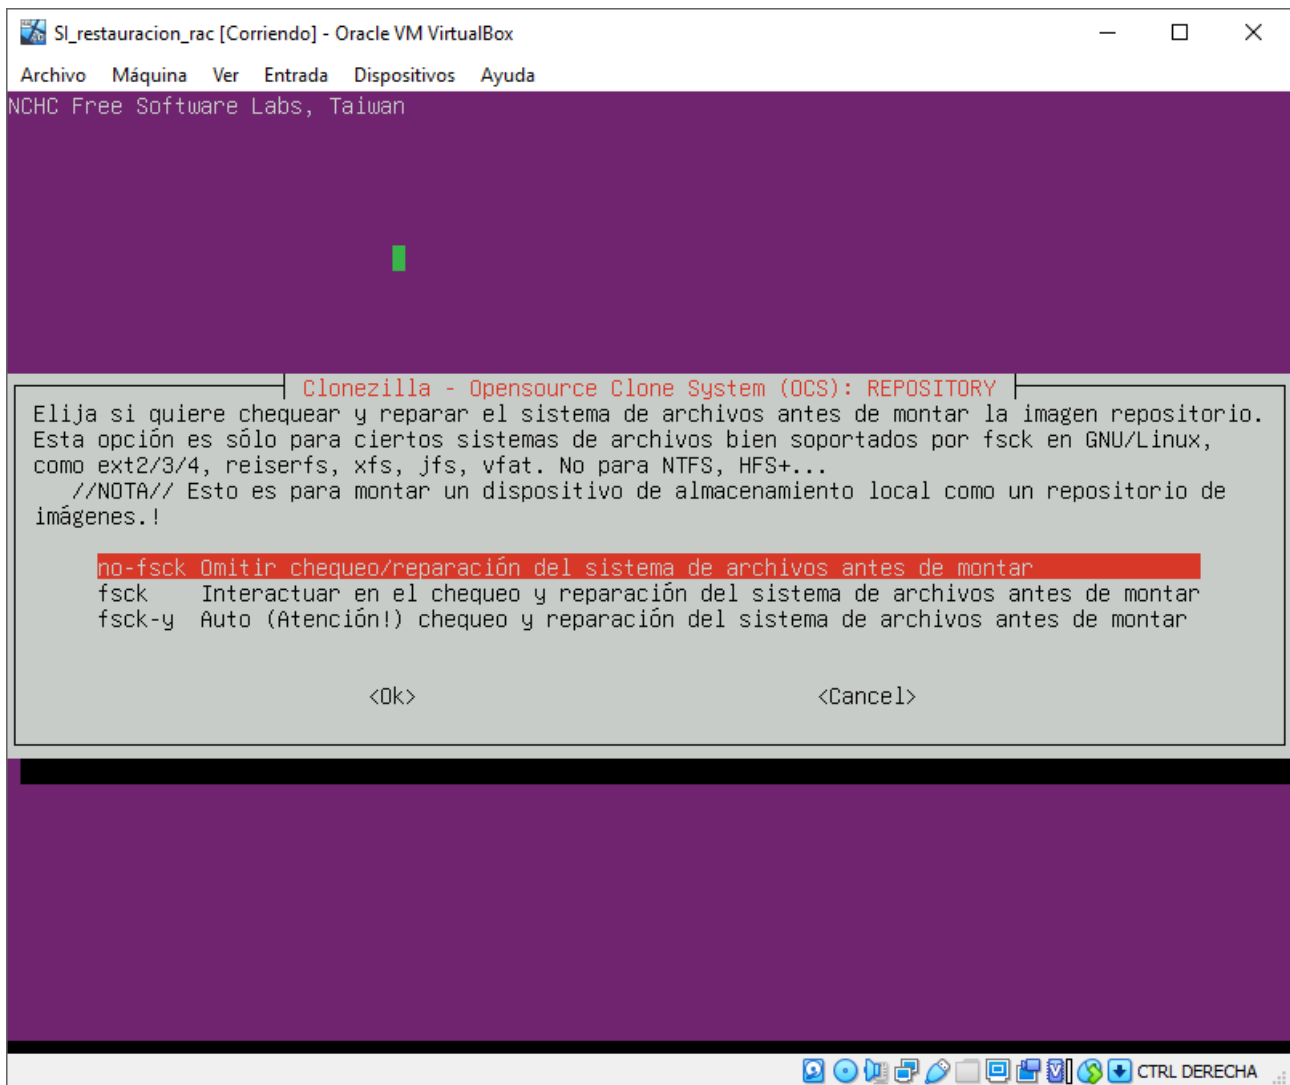 SI_restauracion_rac [Corriendo] - Oracle VM VirtualBox
Archivo Máquina Ver Entrada Dispositivos Ayuda
NCHC Free Software Labs, Taiwan
Clonezilla - Opensource Clone System (OCS): REPOSITORY
Elija si quiere chequear y reparar el sistema de archivos antes de montar la imagen repositorio.
Esta opción es sólo para ciertos sistemas de archivos bien soportados por fsck en GNU/Linux,
como ext2/3/4, reiserfs, xfs, jfs, vfat. No para NTFS, HFS+...
//NOTA// Esto es para montar un dispositivo de almacenamiento local como un repositorio de
imágenes.!
no-fsck Omitir chequeo/reparación del sistema de archivos antes de montar
fsck Interactuar en el chequeo y reparación del sistema de archivos antes de montar
fsck-y Auto (Atención!) chequeo y reparación del sistema de archivos antes de montar
<Ok> <Cancel>
CTRL DERECHA